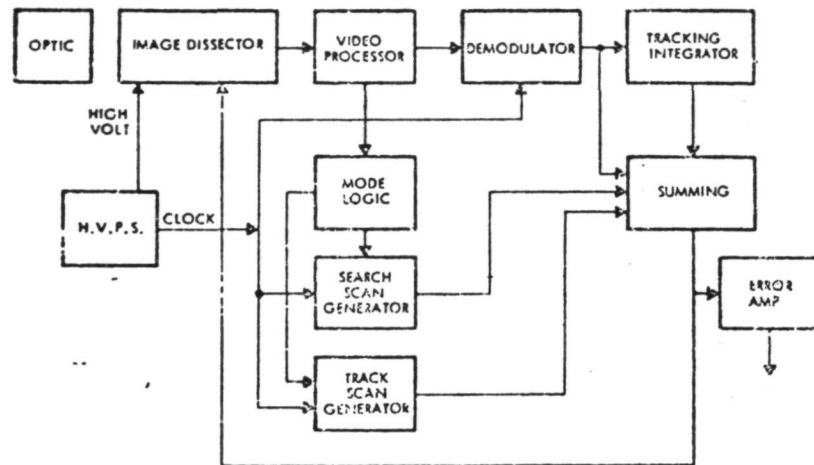 OPTIC
IMAGE DISSECTOR
VIDEO
PROCESSOR
DEMODULATOR
TRACKING
INTEGRATOR
HIGH
VOLT
MODE
LOGIC
SUMMING
H.V.P.S.
CLOCK
SEARCH
SCAN
GENERATOR
ERROR
AMP
TRACK
SCAN
GENERATOR